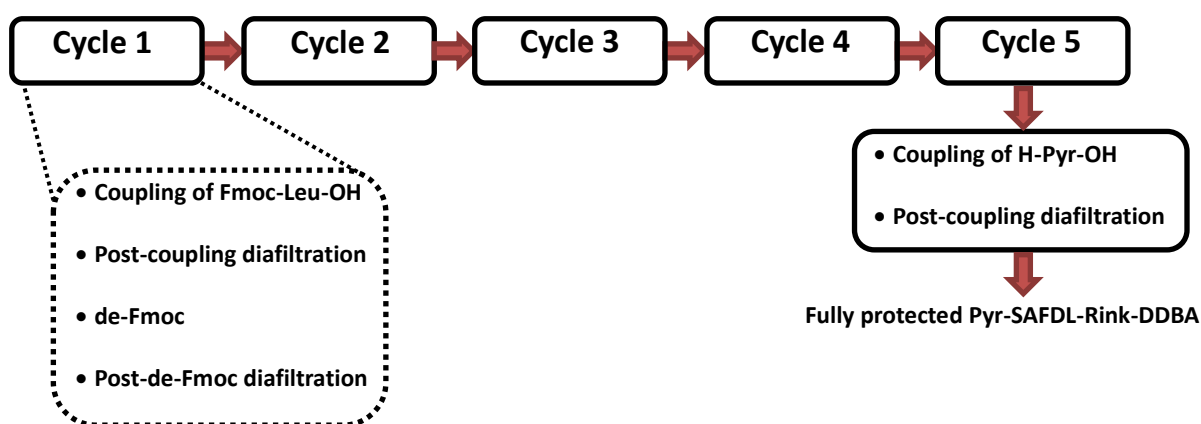 Cycle 1
Cycle 2
Cycle 3
Cycle 4
Cycle 5
• Coupling of Fmoc-Leu-OH
• Post-coupling diafiltration
• de-Fmoc
• Post-de-Fmoc diafiltration
• Coupling of H-Pyr-OH
• Post-coupling diafiltration
Fully protected Pyr-SAFDL-Rink-DDBA